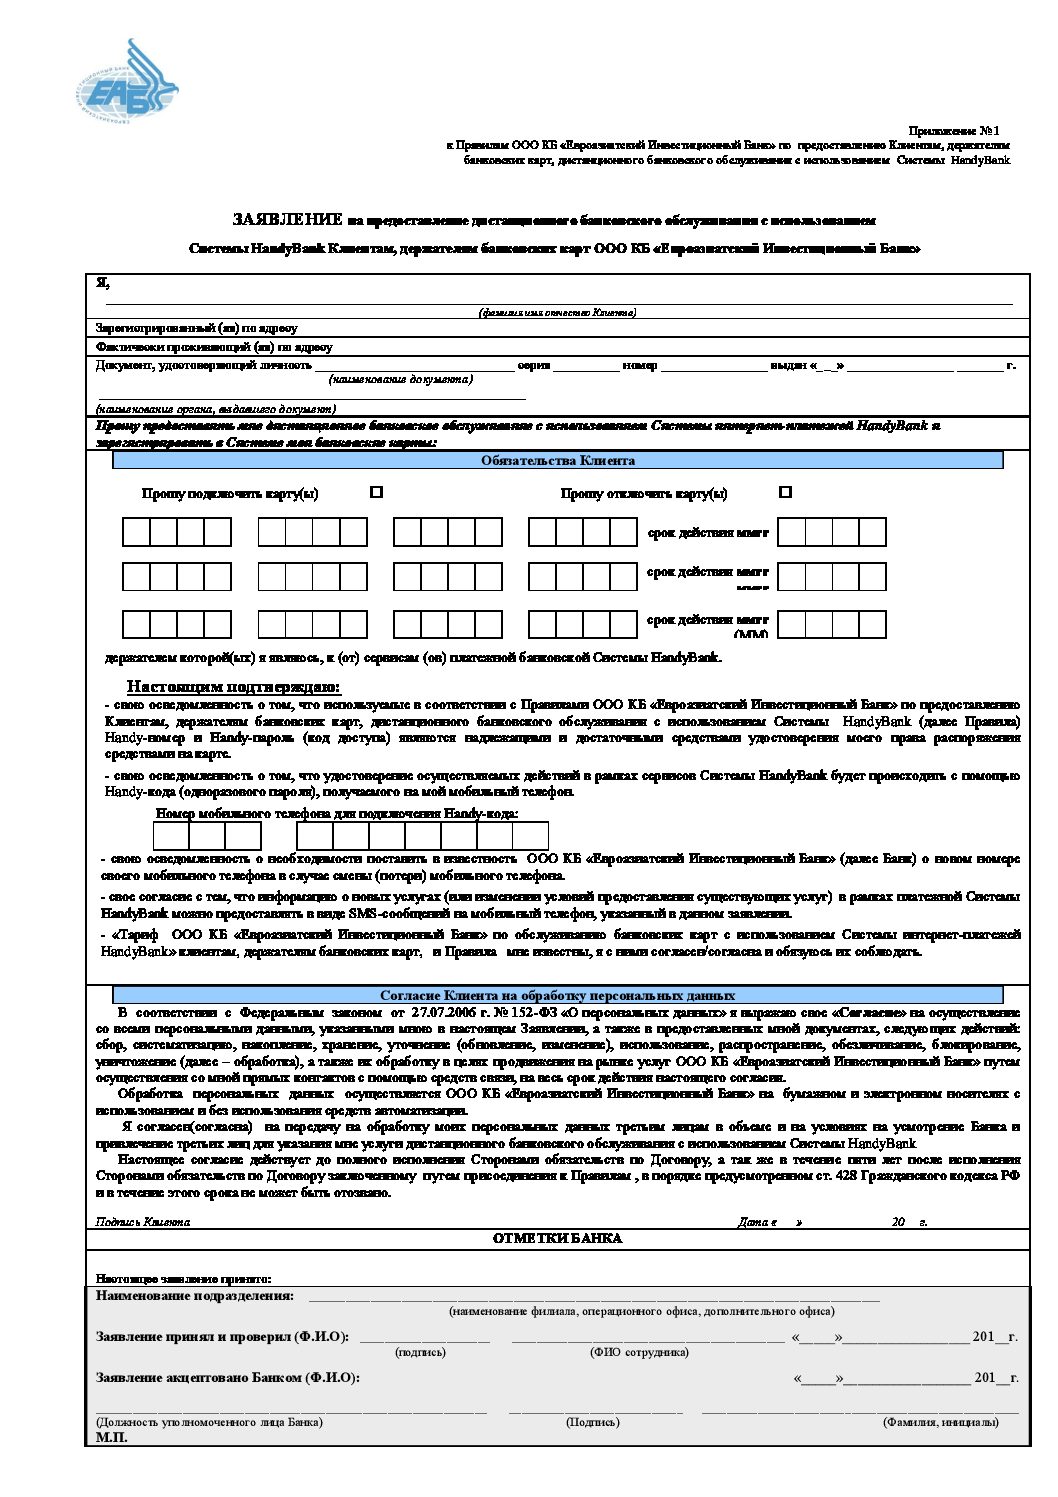 ЕВРОАЗИАТСКИЙ ИНВЕСТИЦИОННЫЙ БАНК
ЕАБ
Приложение №1
к Правилам ООО КБ «Евроазиатский Инвестиционный Банк» по предоставлению Клиентам, держателям
банковских карт, дистанционного банковского обслуживания с использованием Системы HandyBank
ЗАЯВЛЕНИЕ на предоставление дистанционного банковского обслуживания с использованием
Системы HandyBank Клиентам, держателям банковских карт ООО КБ «Евроазиатский Инвестиционный Банк»
Я,
(фамилия имя отчество Клиента)
Зарегистрированный (ая) по адресу
Фактически проживающий (ая) по адресу
Документ, удостоверяющий личность ______________________________ серия __________ номер ________________ выдан «_ _» ________________ _______ г.
(наименование документа)
(наименование органа, выдавшего документ)
Прошу предоставить мне дистанционное банковское обслуживание с использованием Системы интернет-платежей HandyBank и
зарегистрировать в Системе мои банковские карты:
Обязательства Клиента
Прошу подключить карту(ы) ☐ Прошу отключить карту(ы) ☐
срок действия ммгг
срок действия ммгг
ммгг
срок действия ммгг
(ММ)
держателем которой(ых) я являюсь, к (от) сервисам (ов) платежной банковской Системы HandyBank.
Настоящим подтверждаю:
- свою осведомленность о том, что используемые в соответствии с Правилами ООО КБ «Евроазиатский Инвестиционный Банк» по предоставлению
Клиентам, держателям банковских карт, дистанционного банковского обслуживания с использованием Системы HandyBank (далее Правила)
Handy-номер и Handy-пароль (код доступа) являются надлежащими и достаточными средствами удостоверения моего права распоряжения
средствами на карте.
- свою осведомленность о том, что удостоверение осуществляемых действий в рамках сервисов Системы HandyBank будет происходить с помощью
Handy-кода (одноразового пароля), получаемого на мой мобильный телефон.
Номер мобильного телефона для подключения Handy-кода:
- свою осведомленность о необходимости поставить в известность ООО КБ «Евроазиатский Инвестиционный Банк» (далее Банк) о новом номере
своего мобильного телефона в случае смены (потери) мобильного телефона.
- свое согласие с тем, что информацию о новых услугах (или изменении условий предоставления существующих услуг) в рамках платежной Системы
HandyBank можно предоставлять в виде SMS-сообщений на мобильный телефон, указанный в данном заявлении.
- «Тариф ООО КБ «Евроазиатский Инвестиционный Банк» по обслуживанию банковских карт с использованием Системы интернет-платежей
HandyBank» клиентам, держателям банковских карт, и Правила мне известны, я с ними согласен/согласна и обязуюсь их соблюдать.
Согласие Клиента на обработку персональных данных
В соответствии с Федеральным законом от 27.07.2006 г. № 152-ФЗ «О персональных данных» я выражаю свое «Согласие» на осуществление
со всеми персональными данными, указанными мною в настоящем Заявлении, а также в предоставленных мной документах, следующих действий:
сбор, систематизацию, накопление, хранение, уточнение (обновление, изменение), использование, распространение, обезличивание, блокирование,
уничтожение (далее – обработка), а также их обработку в целях продвижения на рынке услуг ООО КБ «Евроазиатский Инвестиционный Банк» путем
осуществления со мной прямых контактов с помощью средств связи, на весь срок действия настоящего согласия.
Обработка персональных данных осуществляется ООО КБ «Евроазиатский Инвестиционный Банк» на бумажном и электронном носителях с
использованием и без использования средств автоматизации.
Я согласен(согласна) на передачу на обработку моих персональных данных третьим лицам в объеме и на условиях на усмотрение Банка и
привлечение третьих лиц для указания мне услуги дистанционного банковского обслуживания с использованием Системы HandyBank
Настоящее согласие действует до полного исполнения Сторонами обязательств по Договору, а так же в течение пяти лет после исполнения
Сторонами обязательств по Договору заключенному путем присоединения к Правилам , в порядке предусмотренном ст. 428 Гражданского кодекса РФ
и в течение этого срока не может быть отозвано.
Подпись Клиента Дата « » 20 г.
ОТМЕТКИ БАНКА
Настоящее заявление принято:
Наименование подразделения: ____________________
(наименование филиала, операционного офиса, дополнительного офиса)
Заявление принял и проверил (Ф.И.О): __________________ ______________________________________ «_____»__________________ 201__г.
(подпись) (ФИО сотрудника)
Заявление акцептовано Банком (Ф.И.О): «_____»__________________ 201__г.
(Должность уполномоченного лица Банка) (Подпись) (Фамилия, инициалы)
М.П.